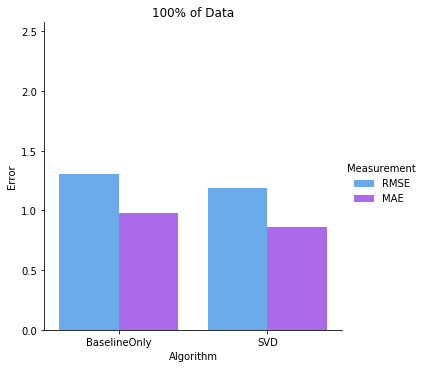 100% of Data
2.5
2.0
1.5
1.0
0.5
0.0
Error
BaselineOnly
SVD
Algorithm
Measurement
RMSE
MAE